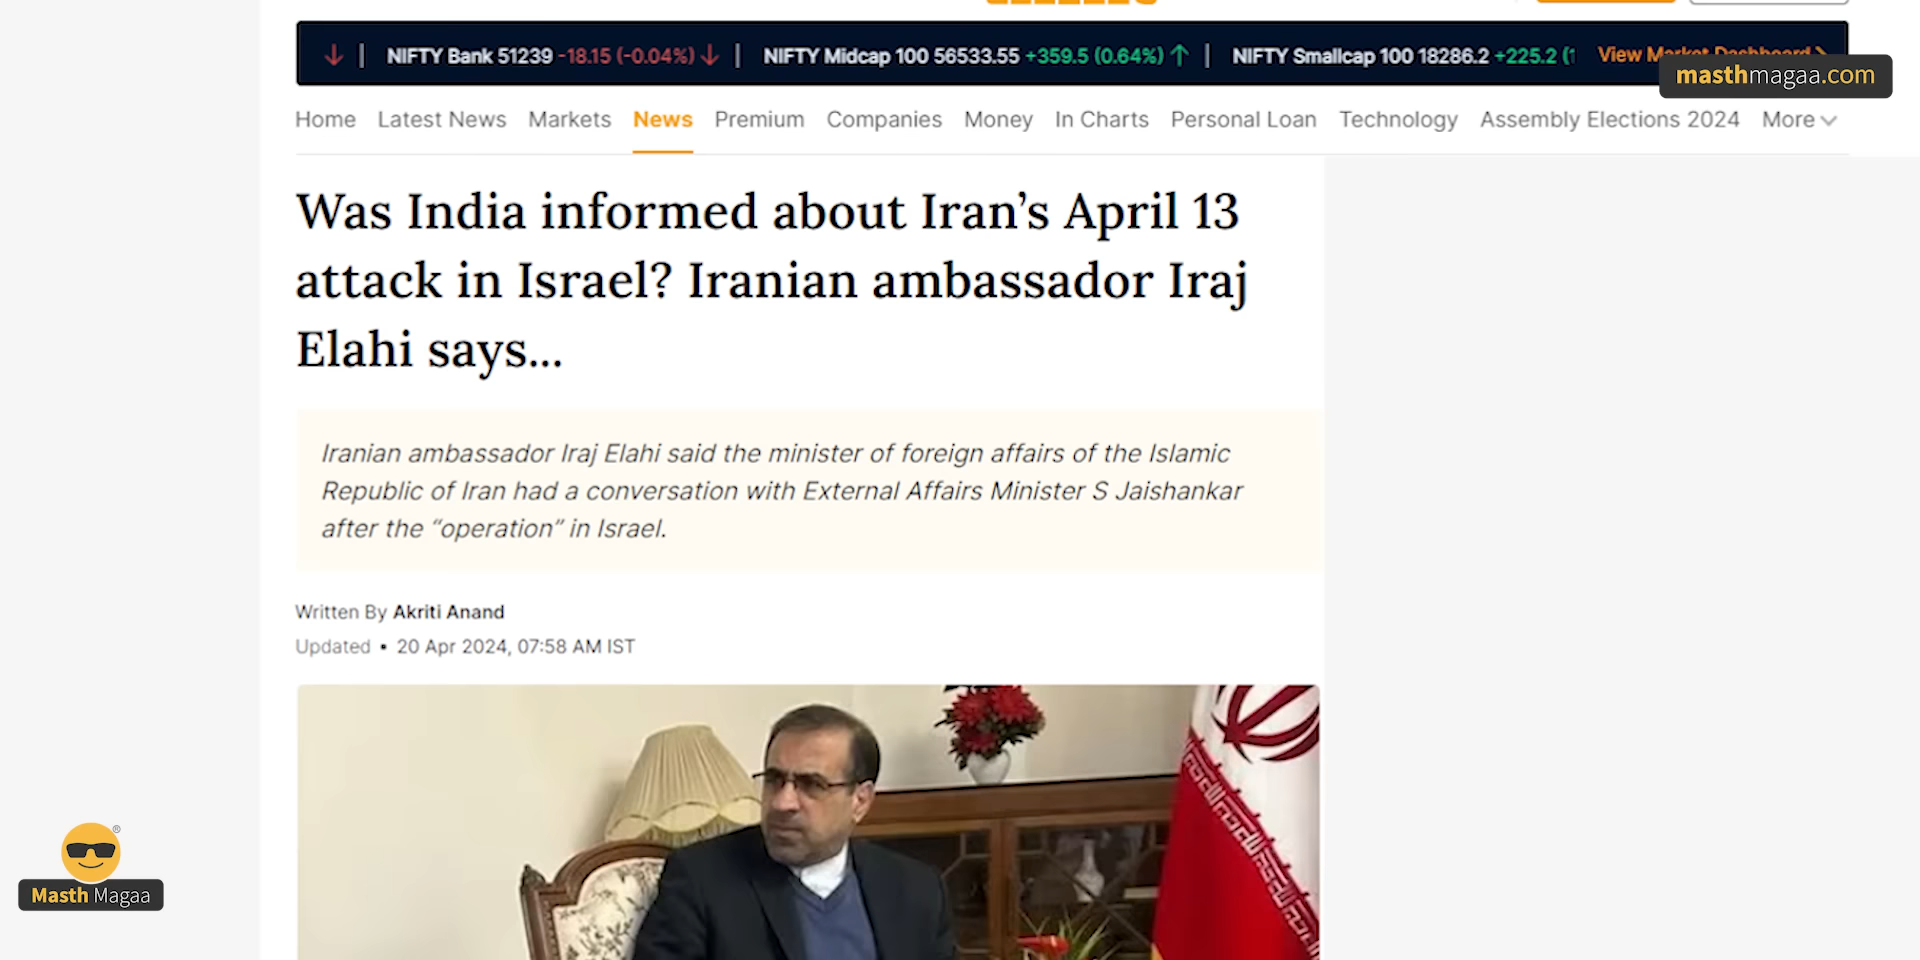 NIFTY Bank 51239 -18.15 (-0.04%) | NIFTY Midcap 100 56533.55 +359.5 (0.64%) | NIFTY Smallcap 100 18286.2 +225.2 (1 View Market Dashboard
masthmagaa.com
Home Latest News Markets News Premium Companies Money In Charts Personal Loan Technology Assembly Elections 2024 More
Was India informed about Iran’s April 13
attack in Israel? Iranian ambassador Iraj
Elahi says...
Iranian ambassador Iraj Elahi said the minister of foreign affairs of the Islamic
Republic of Iran had a conversation with External Affairs Minister S Jaishankar
after the “operation” in Israel.
Written By Akriti Anand
Updated • 20 Apr 2024, 07:58 AM IST
®
Masth Magaa